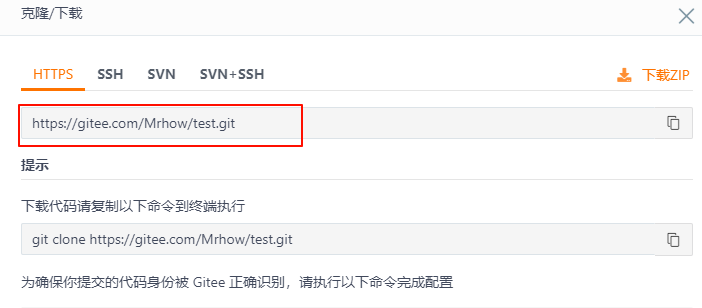 克隆/下载
HTTPS SSH SVN SVN+SSH 下载ZIP
https://gitee.com/Mrhow/test.git
提示
下载代码请复制以下命令到终端执行
git clone https://gitee.com/Mrhow/test.git
为确保你提交的代码身份被 Gitee 正确识别，请执行以下命令完成配置